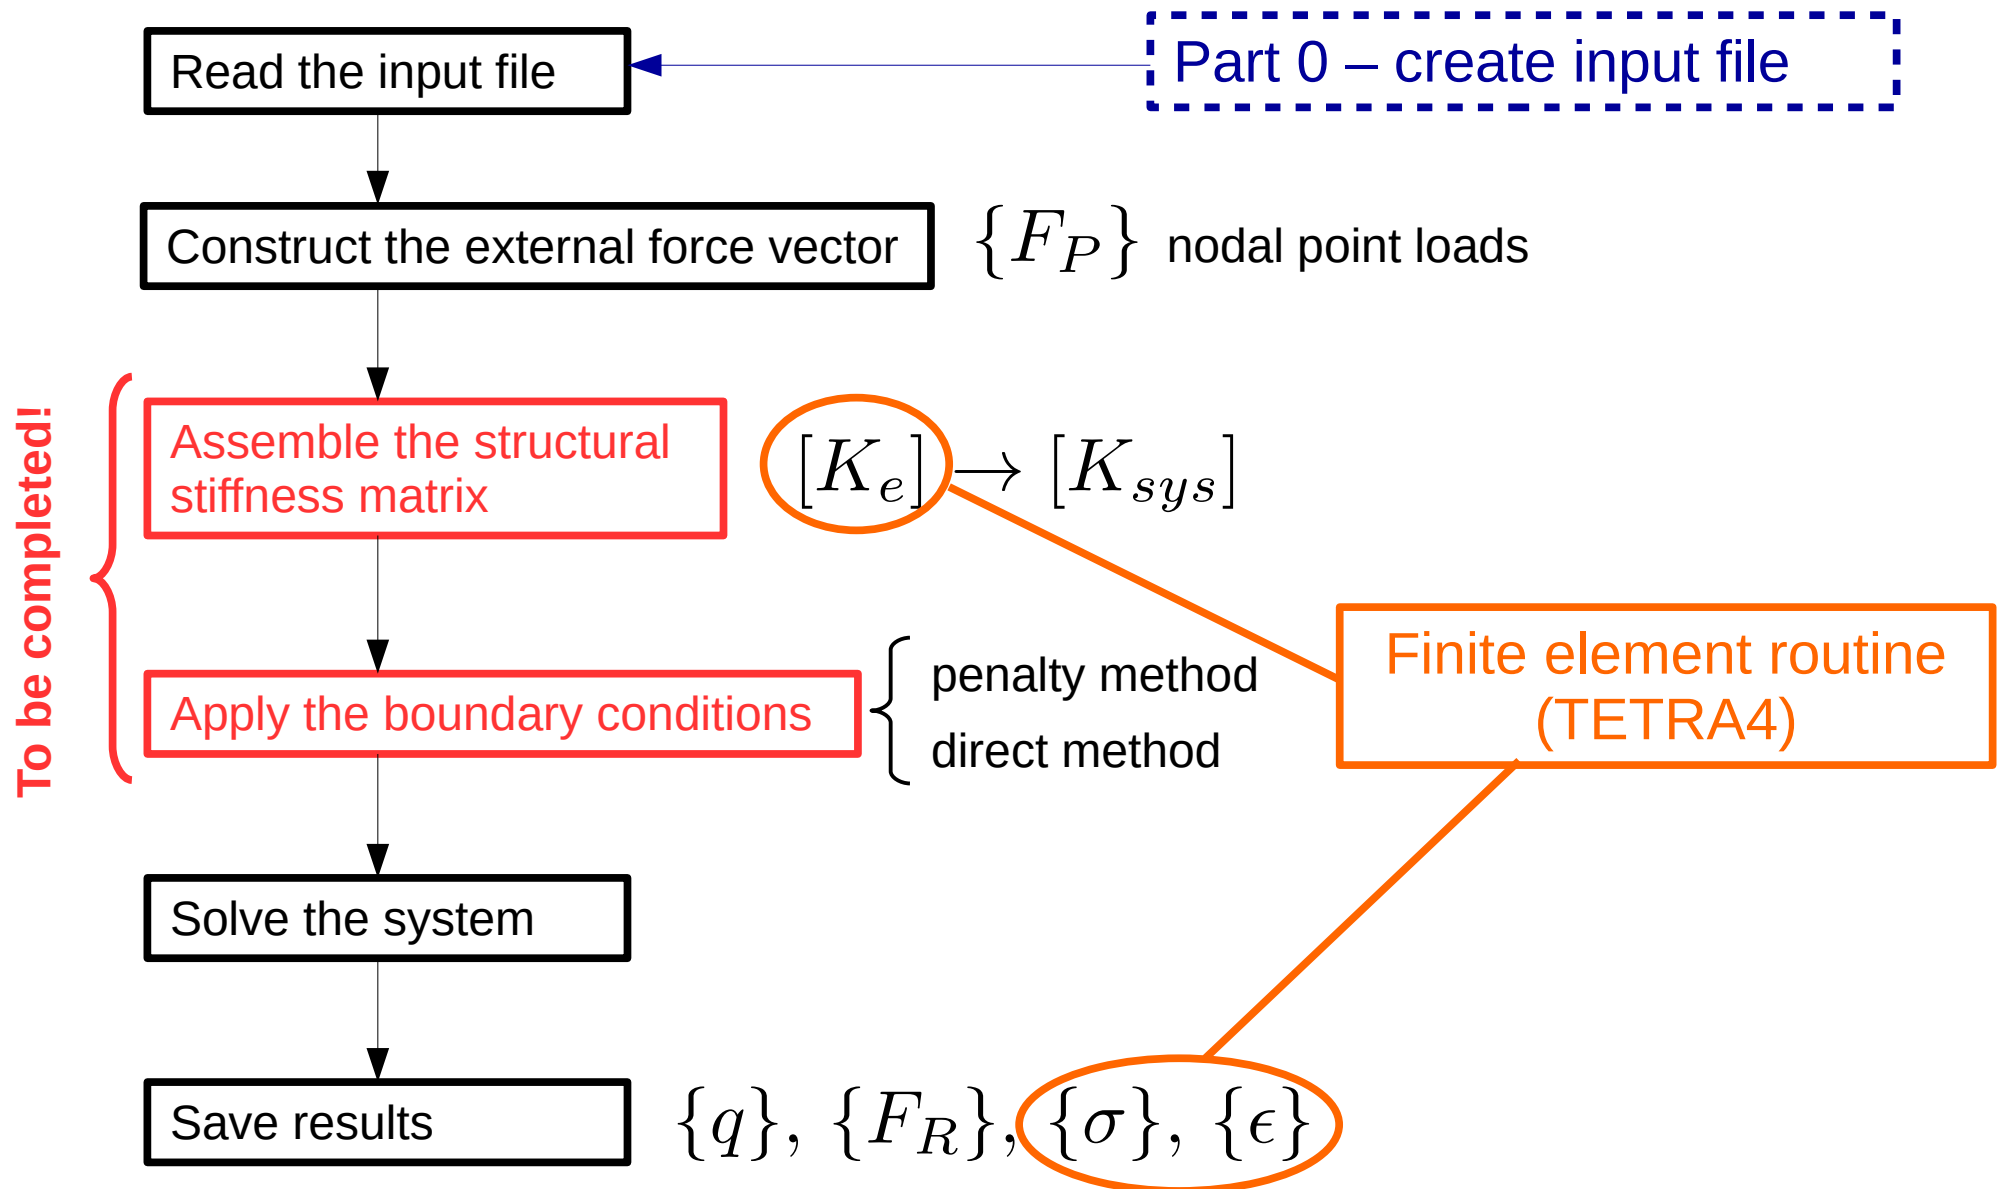 Read the input file
Part 0 – create input file
Construct the external force vector
{F_P} nodal point loads
To be completed!
Assemble the structural
stiffness matrix
[K_e] → [K_{sys}]
Apply the boundary conditions
penalty method
direct method
Finite element routine
(TETRA4)
Solve the system
Save results
{q}, {F_R}, {σ}, {ϵ}